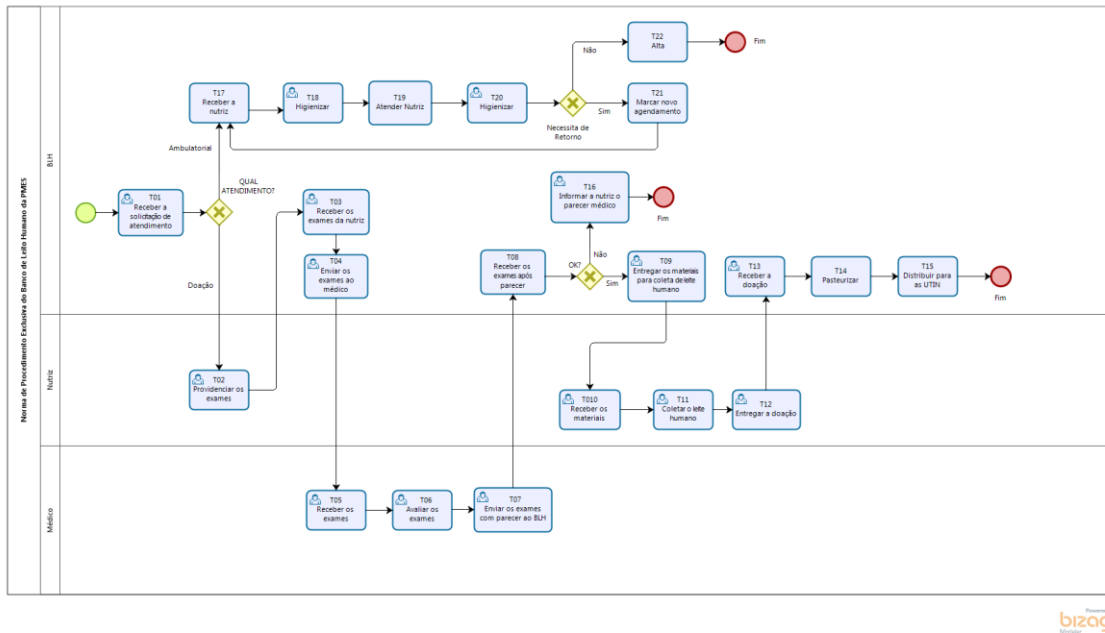 Norma de Procedimento Exclusiva do Banco de Leito Humano da PMES
BLH
T22
Alta
Fim
Não
T17
Receber a
nutriz
T18
Higienizar
T19
Atender Nutriz
T20
Higienizar
Necessita de
Retorno
Sim
T21
Marcar novo
agendamento
Ambulatorial
QUAL
ATENDIMENTO?
T01
Receber a
solicitação de
atendimento
Doação
T03
Receber os
exames da nutriz
T04
Enviar os
exames ao
médico
T16
Informar a nutriz o
parecer médico
Fim
T08
Receber os
exames após
parecer
OK?
Não
Sim
T09
Entregar os materiais
para coleta de leite
humano
T13
Receber a
doação
T14
Pasteurizar
T15
Distribuir para
as UTIN
Fim
Nutriz
T02
Providenciar os
exames
T010
Receber os
materiais
T11
Coletar o leite
humano
T12
Entregar a doação
Médico
T05
Receber os
exames
T06
Avaliar os
exames
T07
Enviar os exames
com parecer ao BLH
Powered
bizagi
Modeler